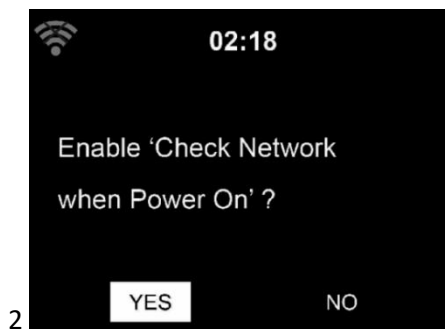 02:18
Enable ‘Check Network
when Power On’ ?
YES NO
2